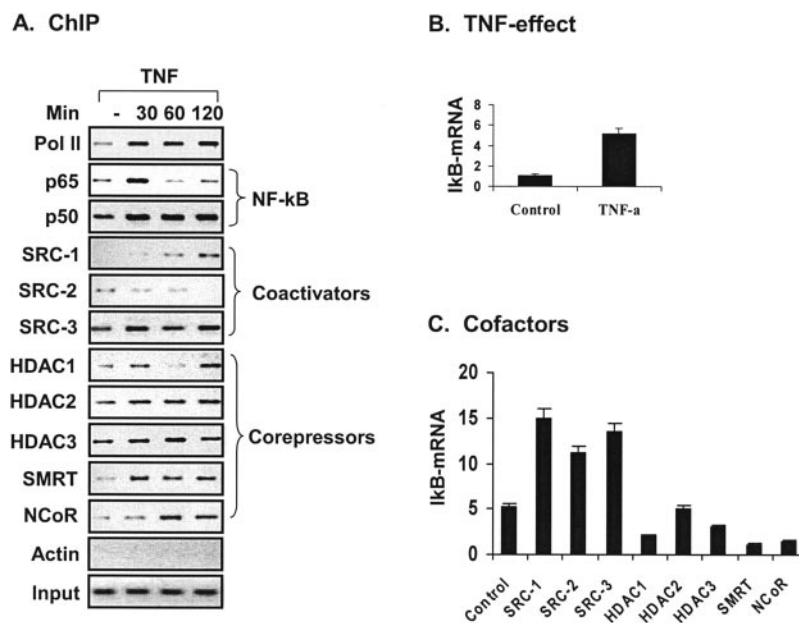 A. ChIP
TNF
Min - 30 60 120
Pol II
p65
p50
NF-kB
SRC-1
SRC-2
SRC-3
Coactivators
HDAC1
HDAC2
HDAC3
SMRT
NCoR
Corepressors
Actin
Input
B. TNF-effect
IkB-mRNA
8
6
4
2
0
Control TNF-a
C. Cofactors
IkB-mRNA
20
15
10
5
0
Control SRC-1 SRC-2 SRC-3 HDAC1 HDAC2 HDAC3 SMRT NCoR